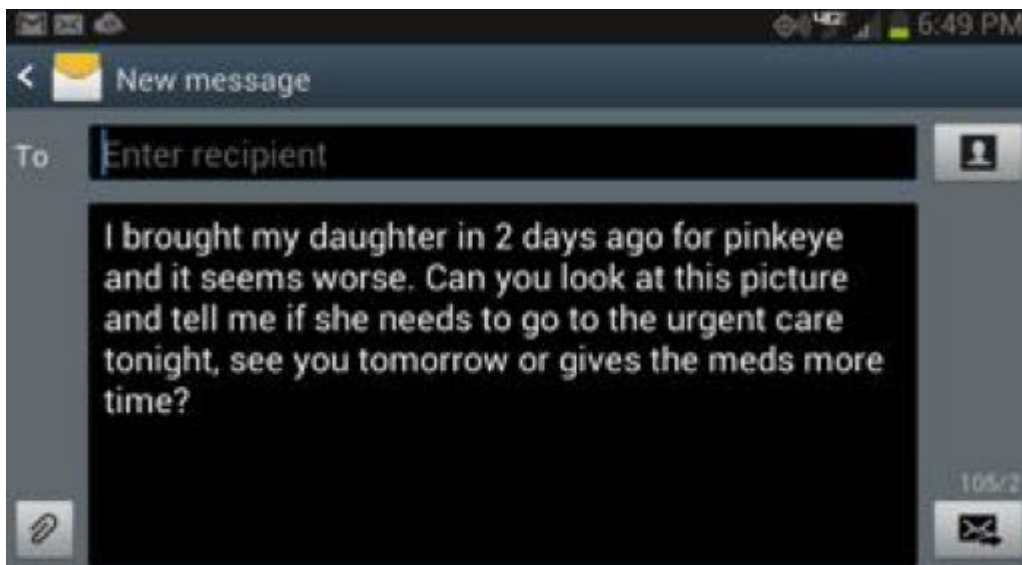 6:49 PM
New message
To
Enter recipient
I brought my daughter in 2 days ago for pinkeye
and it seems worse. Can you look at this picture
and tell me if she needs to go to the urgent care
tonight, see you tomorrow or gives the meds more
time?
105/2